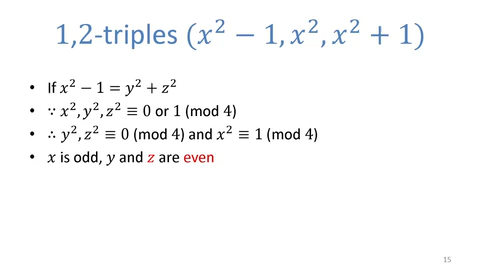 1,2-triples (𝑥² − 1, 𝑥², 𝑥² + 1)
• If 𝑥² − 1 = 𝑦² + 𝑧²
• ∵ 𝑥², 𝑦², 𝑧² ≡ 0 or 1 (mod 4)
• ∴ 𝑦², 𝑧² ≡ 0 (mod 4) and 𝑥² ≡ 1 (mod 4)
• 𝑥 is odd, 𝑦 and 𝑧 are even
15